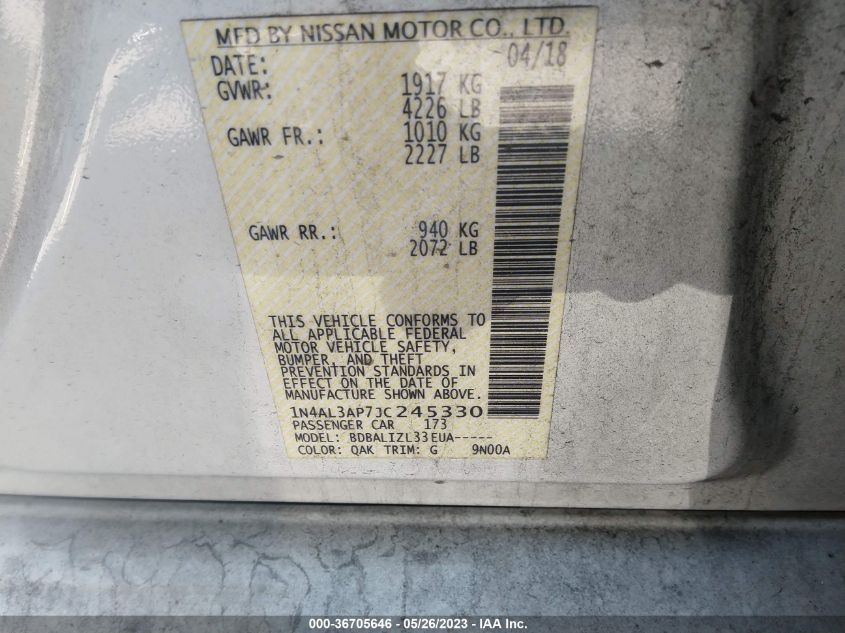 MFD BY NISSAN MOTOR CO., LTD.
DATE: 04/18
GVWR: 1917 KG
4226 LB
GAWR FR.: 1010 KG
2227 LB
GAWR RR.: 940 KG
2072 LB
THIS VEHICLE CONFORMS TO
ALL APPLICABLE FEDERAL
MOTOR VEHICLE SAFETY,
BUMPER, AND THEFT
PREVENTION STANDARDS IN
EFFECT ON THE DATE OF
MANUFACTURE SHOWN ABOVE.
1N4AL3AP7JC245330
PASSENGER CAR 173
MODEL: BDBALIZL33EUA-----
COLOR: QAK TRIM: G 9N00A
000-36705646 - 05/26/2023 - IAA Inc.